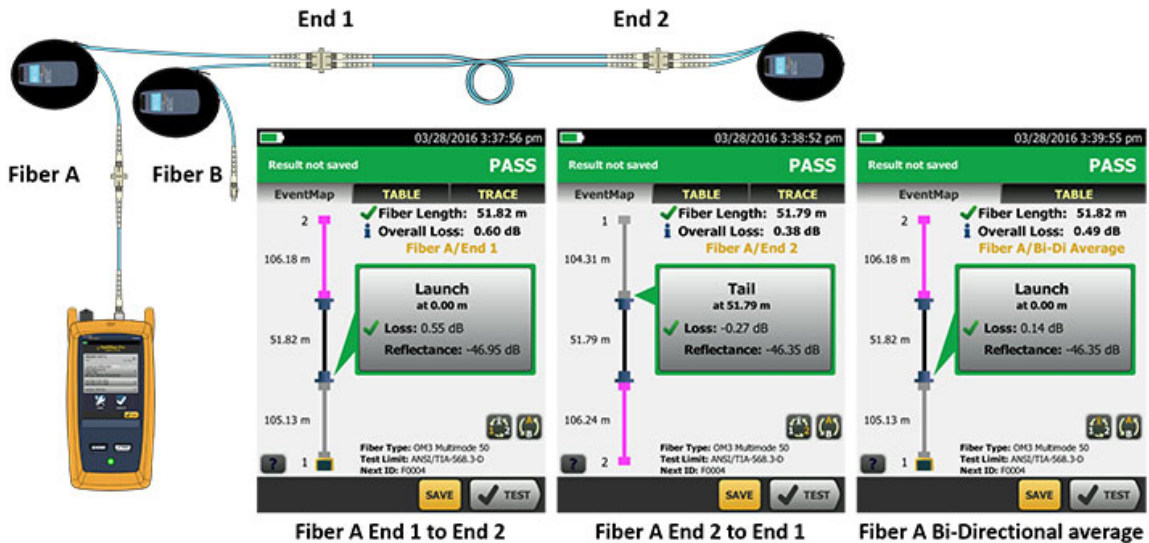 End 1
End 2
Fiber A
Fiber B
03/28/2016 3:37:56 pm
Result not saved
PASS
EventMap
TABLE
TRACE
2
Fiber Length: 51.82 m
Overall Loss: 0.60 dB
Fiber A/End 1
106.18 m
Launch
at 0.00 m
Loss: 0.55 dB
Reflectance: -46.95 dB
51.82 m
105.13 m
Fiber Type: OM3 Multimode 50
Test Limit: ANSI/TIA-568.3-D
Next ID: F0004
? 1
SAVE
TEST
Fiber A End 1 to End 2
03/28/2016 3:38:52 pm
Result not saved
PASS
EventMap
TABLE
TRACE
1
Fiber Length: 51.79 m
Overall Loss: 0.38 dB
Fiber A/End 2
104.31 m
Tail
at 51.79 m
Loss: -0.27 dB
Reflectance: -46.35 dB
51.79 m
106.24 m
Fiber Type: OM3 Multimode 50
Test Limit: ANSI/TIA-568.3-D
Next ID: F0004
? 2
SAVE
TEST
Fiber A End 2 to End 1
03/28/2016 3:39:55 pm
Result not saved
PASS
EventMap
TABLE
2
Fiber Length: 51.82 m
Overall Loss: 0.49 dB
Fiber A/Bi-Di Average
106.18 m
Launch
at 0.00 m
Loss: 0.14 dB
Reflectance: -46.35 dB
51.82 m
105.13 m
Fiber Type: OM3 Multimode 50
Test Limit: ANSI/TIA-568.3-D
Next ID: F0004
? 1
SAVE
TEST
Fiber A Bi-Directional average